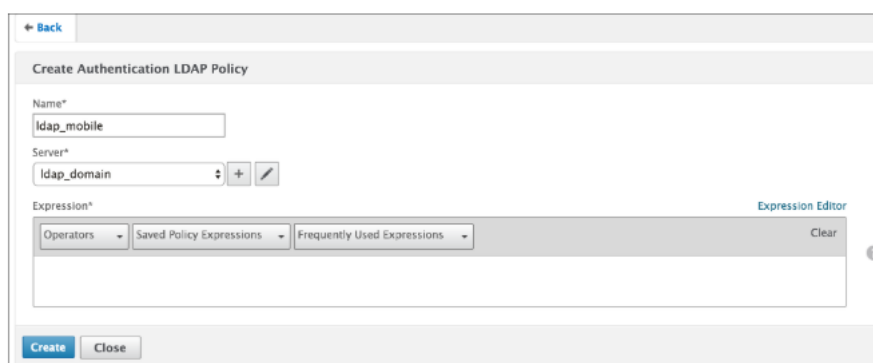 Back
Create Authentication LDAP Policy
Name*
ldap_mobile
Server*
ldap_domain
Expression* Expression Editor
Operators Saved Policy Expressions Frequently Used Expressions Clear
Create Close